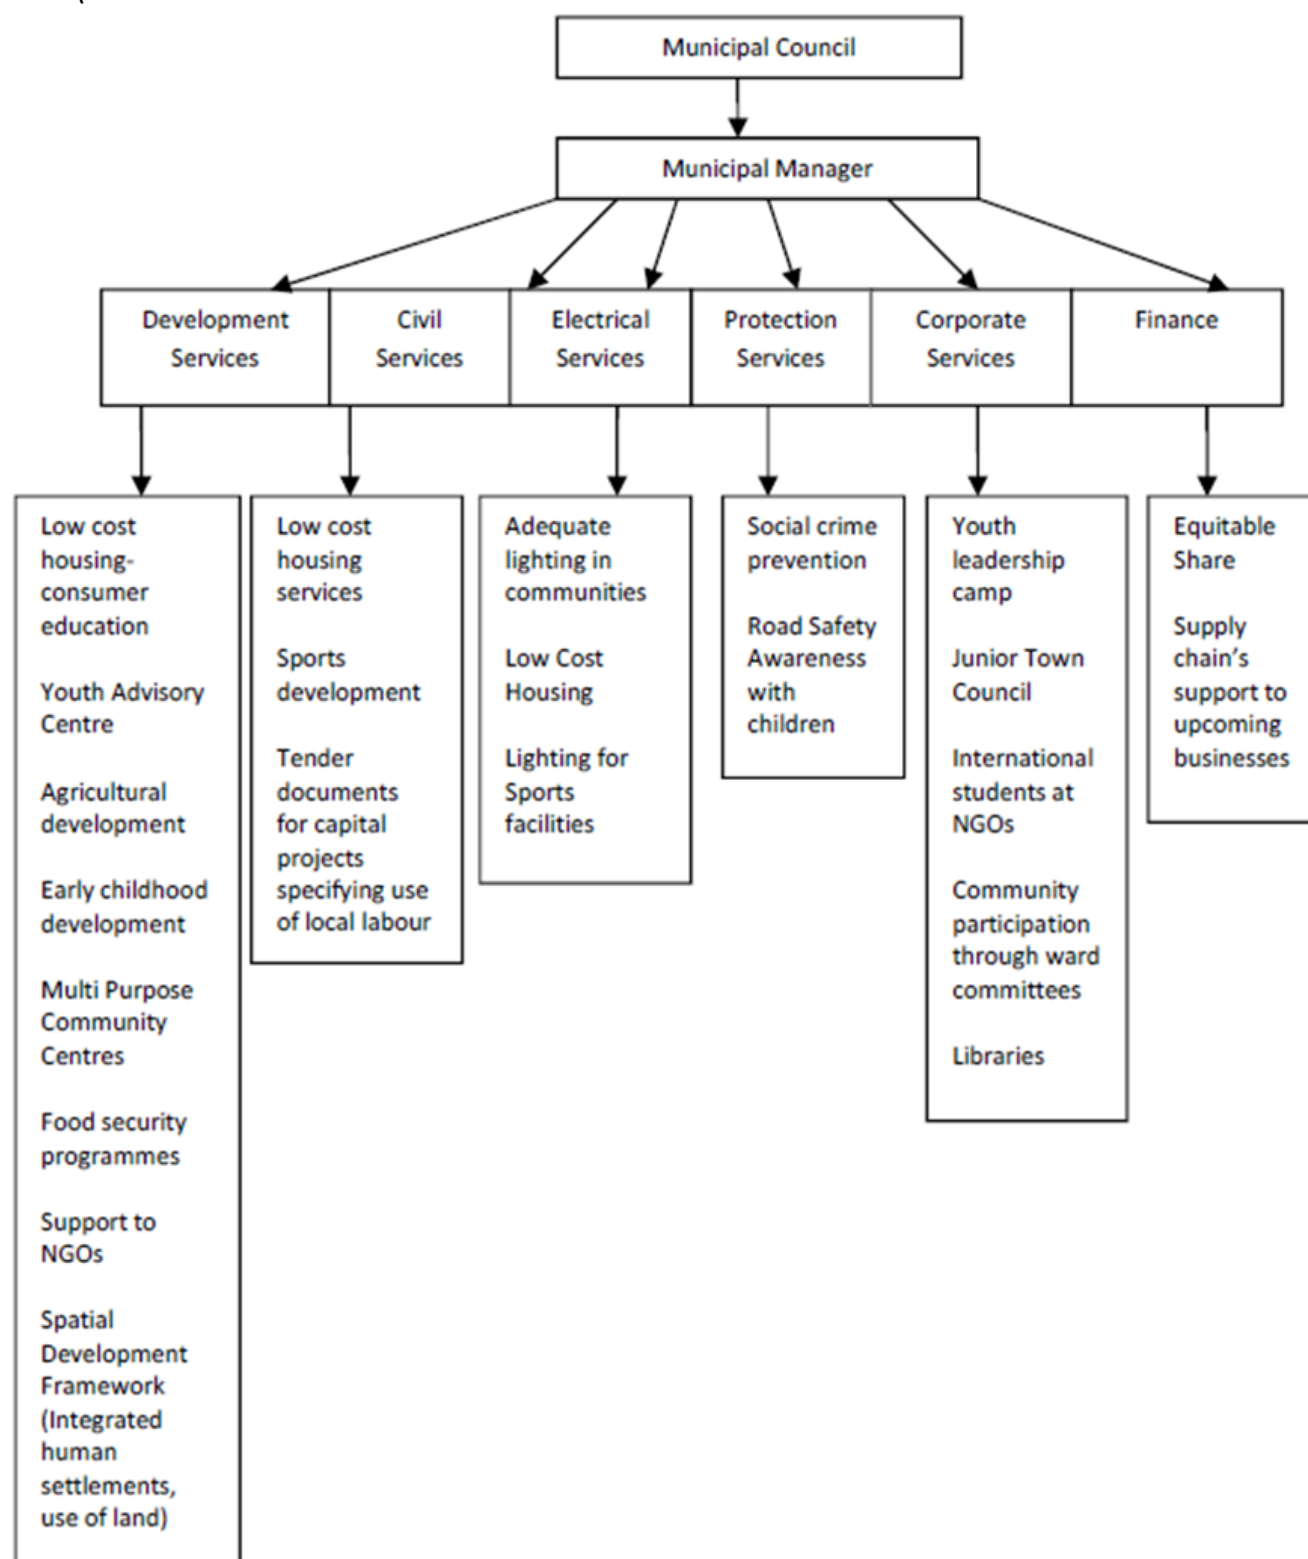 Municipal Council
Municipal Manager
Development
Services
Civil
Services
Electrical
Services
Protection
Services
Corporate
Services
Finance
Low cost
housing-
consumer
education
Youth Advisory
Centre
Agricultural
development
Early childhood
development
Multi Purpose
Community
Centres
Food security
programmes
Support to
NGOs
Spatial
Development
Framework
(Integrated
human
settlements,
use of land)
Low cost
housing
services
Sports
development
Tender
documents
for capital
projects
specifying use
of local labour
Adequate
lighting in
communities
Low Cost
Housing
Lighting for
Sports
facilities
Social crime
prevention
Road Safety
Awareness
with
children
Youth
leadership
camp
Junior Town
Council
International
students at
NGOs
Community
participation
through ward
committees
Libraries
Equitable
Share
Supply
chain's
support to
upcoming
businesses